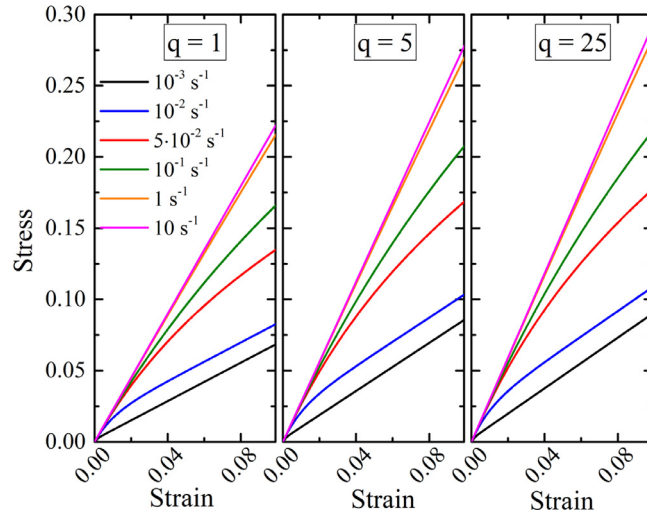 q = 1
q = 5
q = 25
0.30
0.25
0.20
0.15
0.10
0.05
0.00
Stress
10⁻³ s⁻¹
10⁻² s⁻¹
5·10⁻² s⁻¹
10⁻¹ s⁻¹
1 s⁻¹
10 s⁻¹
0.00
0.04
0.08
0.00
0.04
0.08
0.00
0.04
0.08
Strain
Strain
Strain